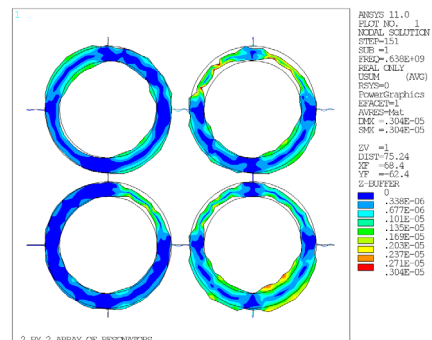 1
ANSYS 11.0
PLOT NO. 1
NODAL SOLUTION
STEP=151
SUB =1
FREQ=.638E+09
REAL ONLY
USUM (AVG)
RSYS=0
PowerGraphics
EFACET=1
AVRES=Mat
DMX =.304E-05
SMX =.304E-05
ZV =1
DIST=75.24
XF =68.4
YF =-62.4
Z-BUFFER
0
.338E-06
.677E-06
.101E-05
.135E-05
.169E-05
.203E-05
.237E-05
.271E-05
.304E-05
2 BY 2 ARRAY OF RESONATORS